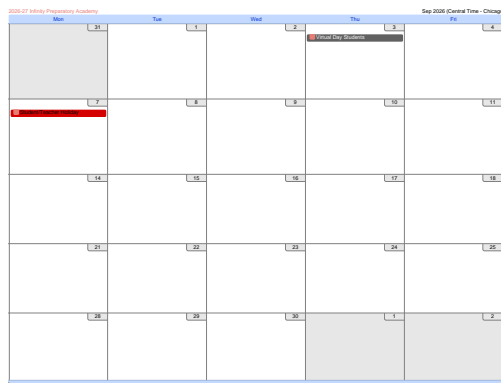 2026-27 Infinity Preparatory Academy
Sep 2026 (Central Time - Chicago
Mon Tue Wed Thu Fri
31 1 2 3 4
Virtual Day Students
7 8 9 10 11
Student/Teacher Holiday
14 15 16 17 18
21 22 23 24 25
28 29 30 1 2